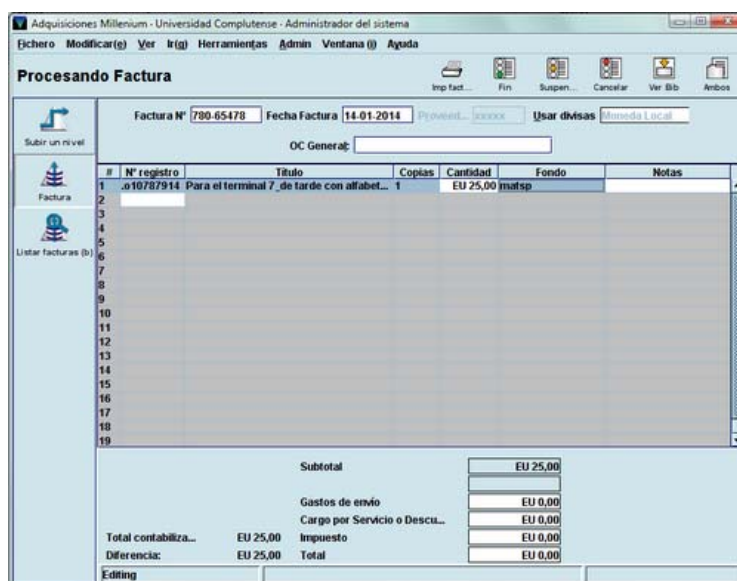 Adquisiciones Millenium - Universidad Complutense - Administrador del sistema
Fichero Modificar(e) Ver Ir(g) Herramientas Admin Ventana (i) Ayuda
Procesando Factura
Imp fact... Fin Suspen... Cancelar Ver Bib Ambos
Subir un nivel
Factura
Listar facturas (b)
Factura Nº 780-65478 Fecha Factura 14-01-2014 Proveed... xxxxx Usar divisas Moneda Local
OC General:
# Nº registro Título Copias Cantidad Fondo Notas
1 .o10787914 Para el terminal 7_de tarde con alfabet... 1 EU 25,00 matsp
2
3
4
5
6
7
8
9
10
11
12
13
14
15
16
17
18
19
Subtotal EU 25,00
Gastos de envio EU 0,00
Cargo por Servicio o Descu... EU 0,00
Total contabiliza... EU 25,00 Impuesto EU 0,00
Diferencia: EU 25,00 Total EU 0,00
Editing